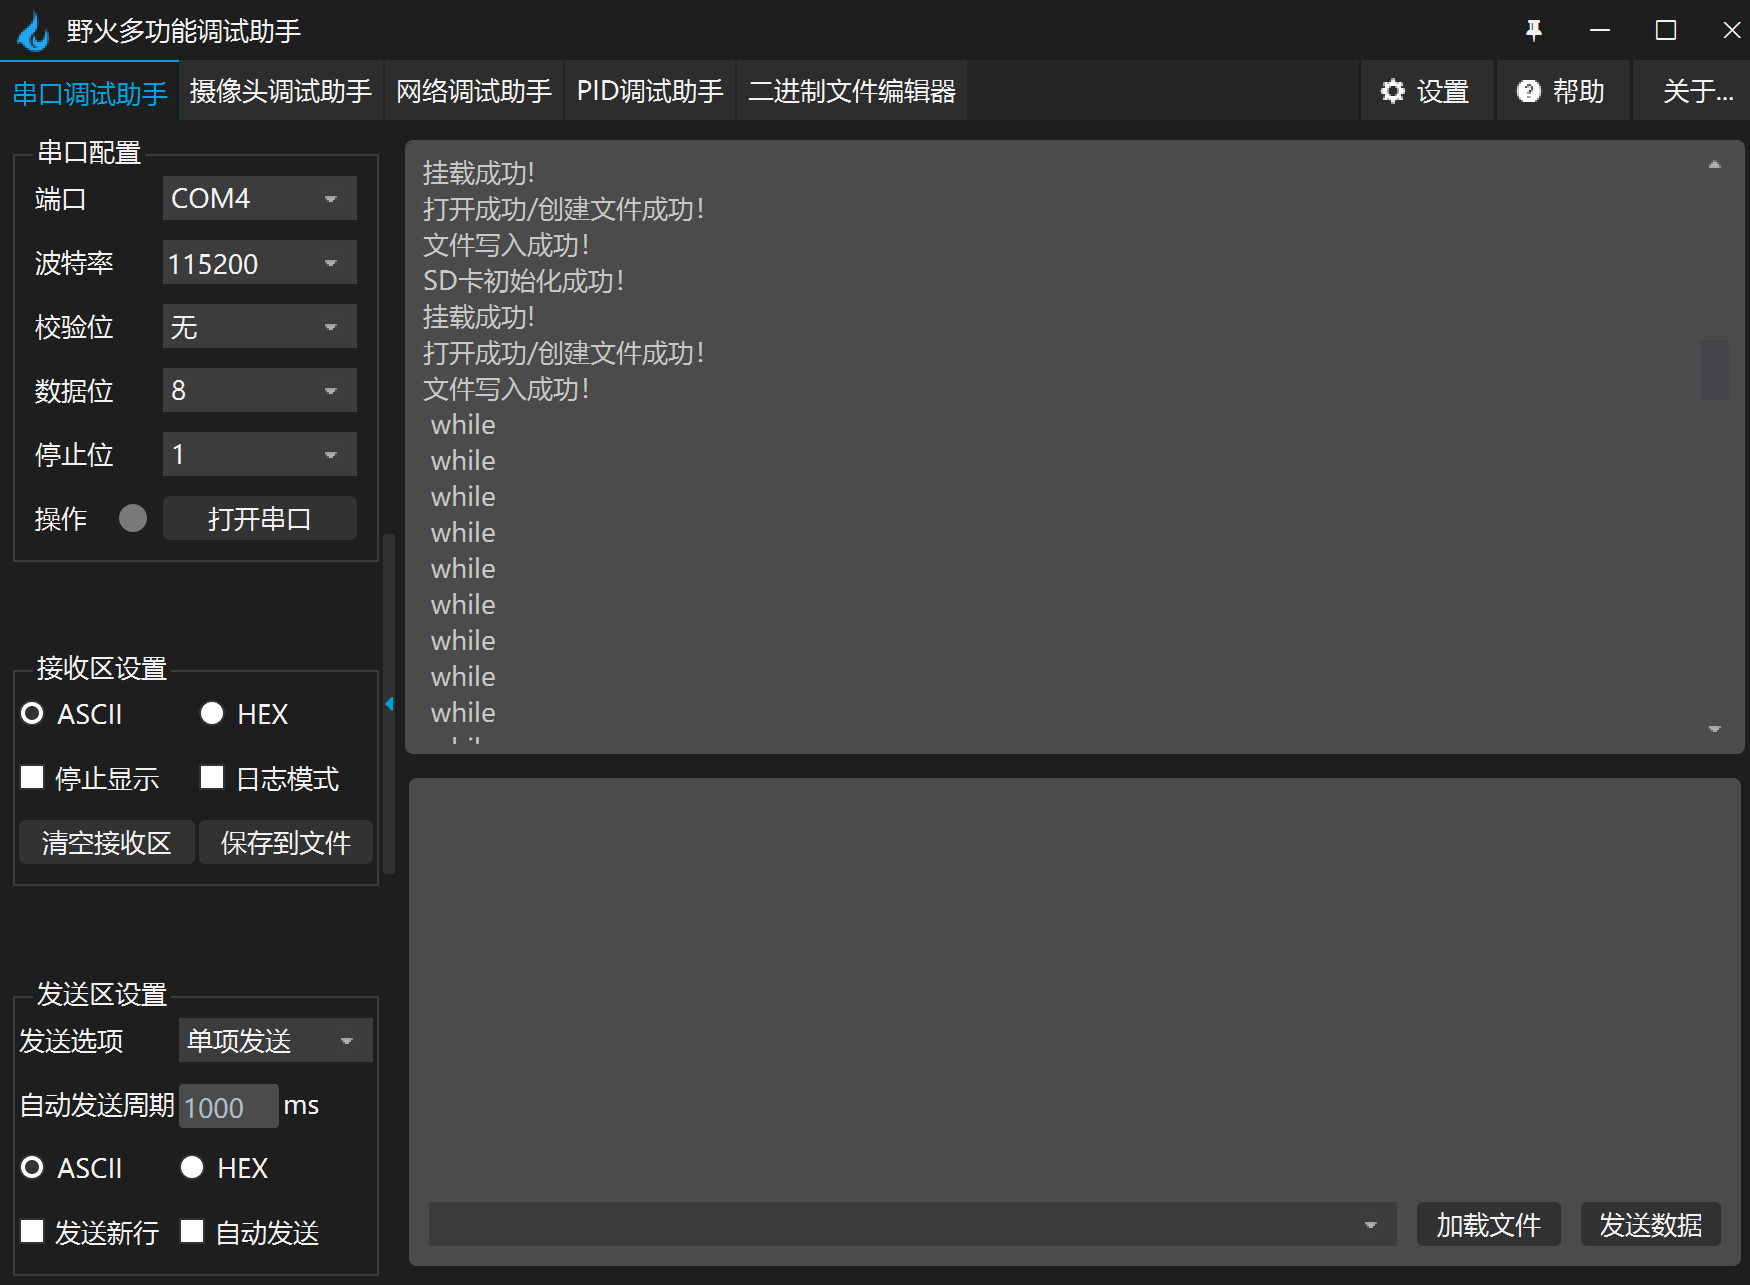 野火多功能调试助手
串口调试助手 摄像头调试助手 网络调试助手 PID调试助手 二进制文件编辑器 设置 帮助 关于...
串口配置
端口 COM4
波特率 115200
校验位 无
数据位 8
停止位 1
操作 打开串口
接收区设置
ASCII HEX
停止显示 日志模式
清空接收区 保存到文件
发送区设置
发送选项 单项发送
自动发送周期 1000 ms
ASCII HEX
发送新行 自动发送
挂载成功!
打开成功/创建文件成功!
文件写入成功!
SD卡初始化成功!
挂载成功!
打开成功/创建文件成功!
文件写入成功!
while
while
while
while
while
while
while
while
while
加载文件 发送数据